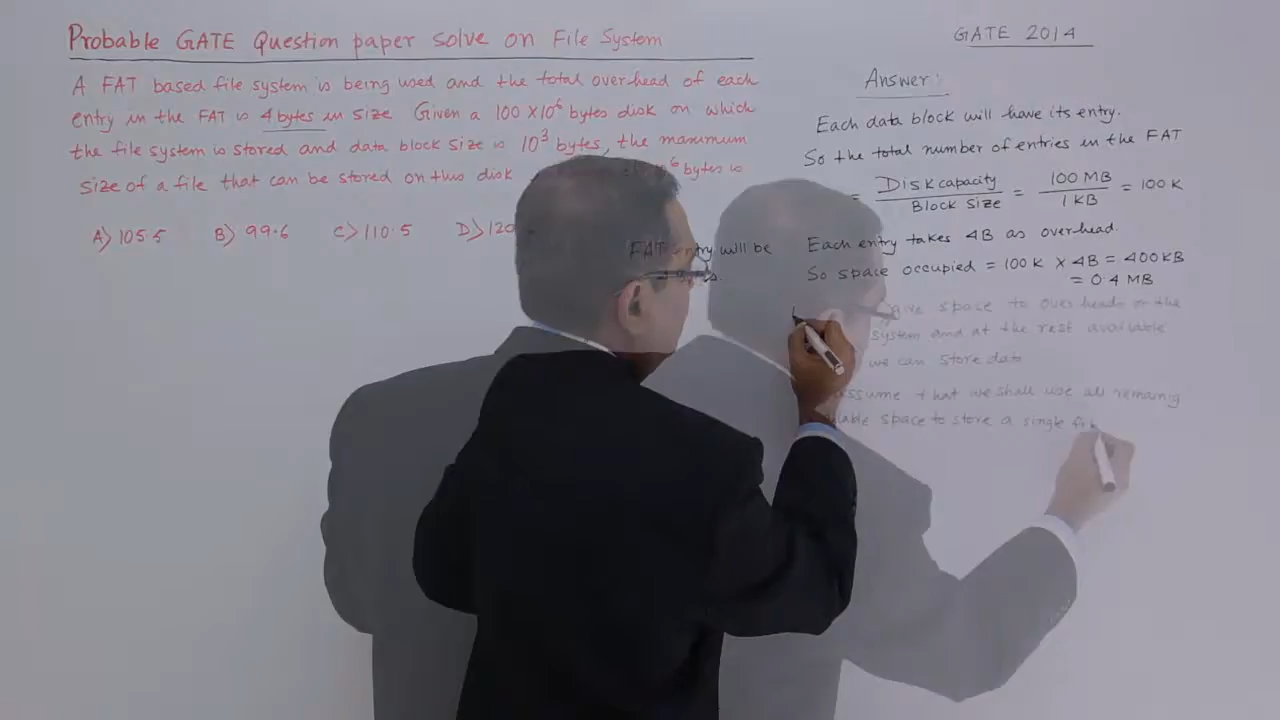 Probable GATE Question paper solve on File System
GATE 2014
A FAT based file system is being used and the total overhead of each
entry in the FAT is 4 bytes in size Given a 100 X 10⁶ bytes disk on which
the file system is stored and data block size is 10³ bytes, the maximum
size of a file that can be stored on this disk ⁶ bytes is
A) 105.5 B) 99.6 C) 110.5 D) 120
FAT entry will be
Answer:
Each data block will have its entry.
So the total number of entries in the FAT
= Disk capacity / Block size = 100 MB / 1 KB = 100 K
Each entry takes 4B as overhead.
So space occupied = 100 K X 4B = 400 KB
= 0.4 MB
give space to overheads on the
system and at the rest available
we can store data
assume that we shall use all remaining
space to store a single